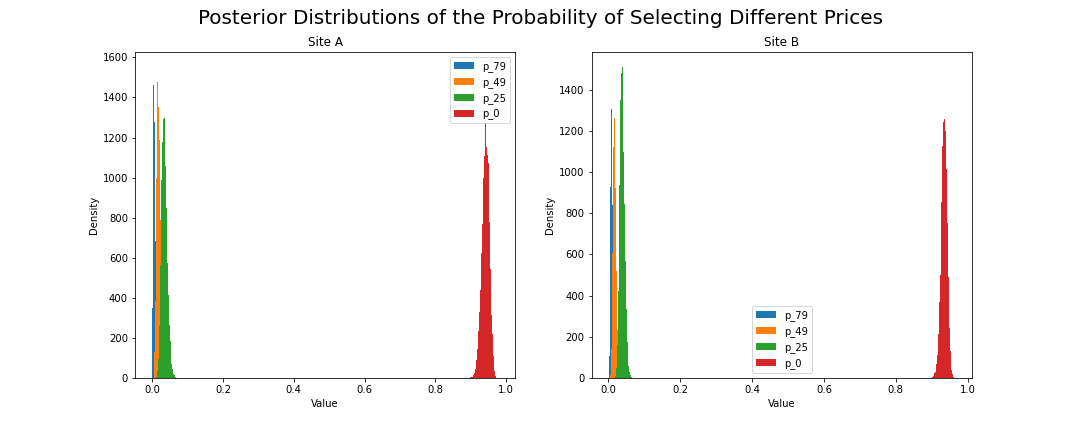 Posterior Distributions of the Probability of Selecting Different Prices
Site A
Density
1600
1400
1200
1000
800
600
400
200
0
0.0 0.2 0.4 0.6 0.8 1.0
Value
p_79
p_49
p_25
p_0
Site B
Density
1400
1200
1000
800
600
400
200
0
0.0 0.2 0.4 0.6 0.8 1.0
Value
p_79
p_49
p_25
p_0